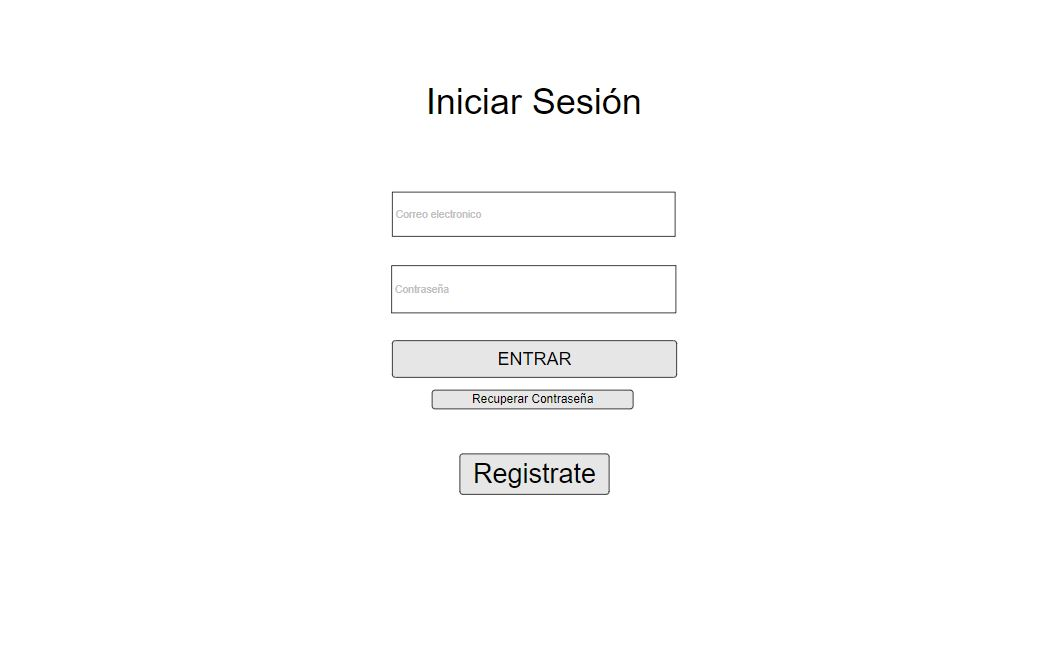 Iniciar Sesión
Correo electronico
Contraseña
ENTRAR
Recuperar Contraseña
Registrate